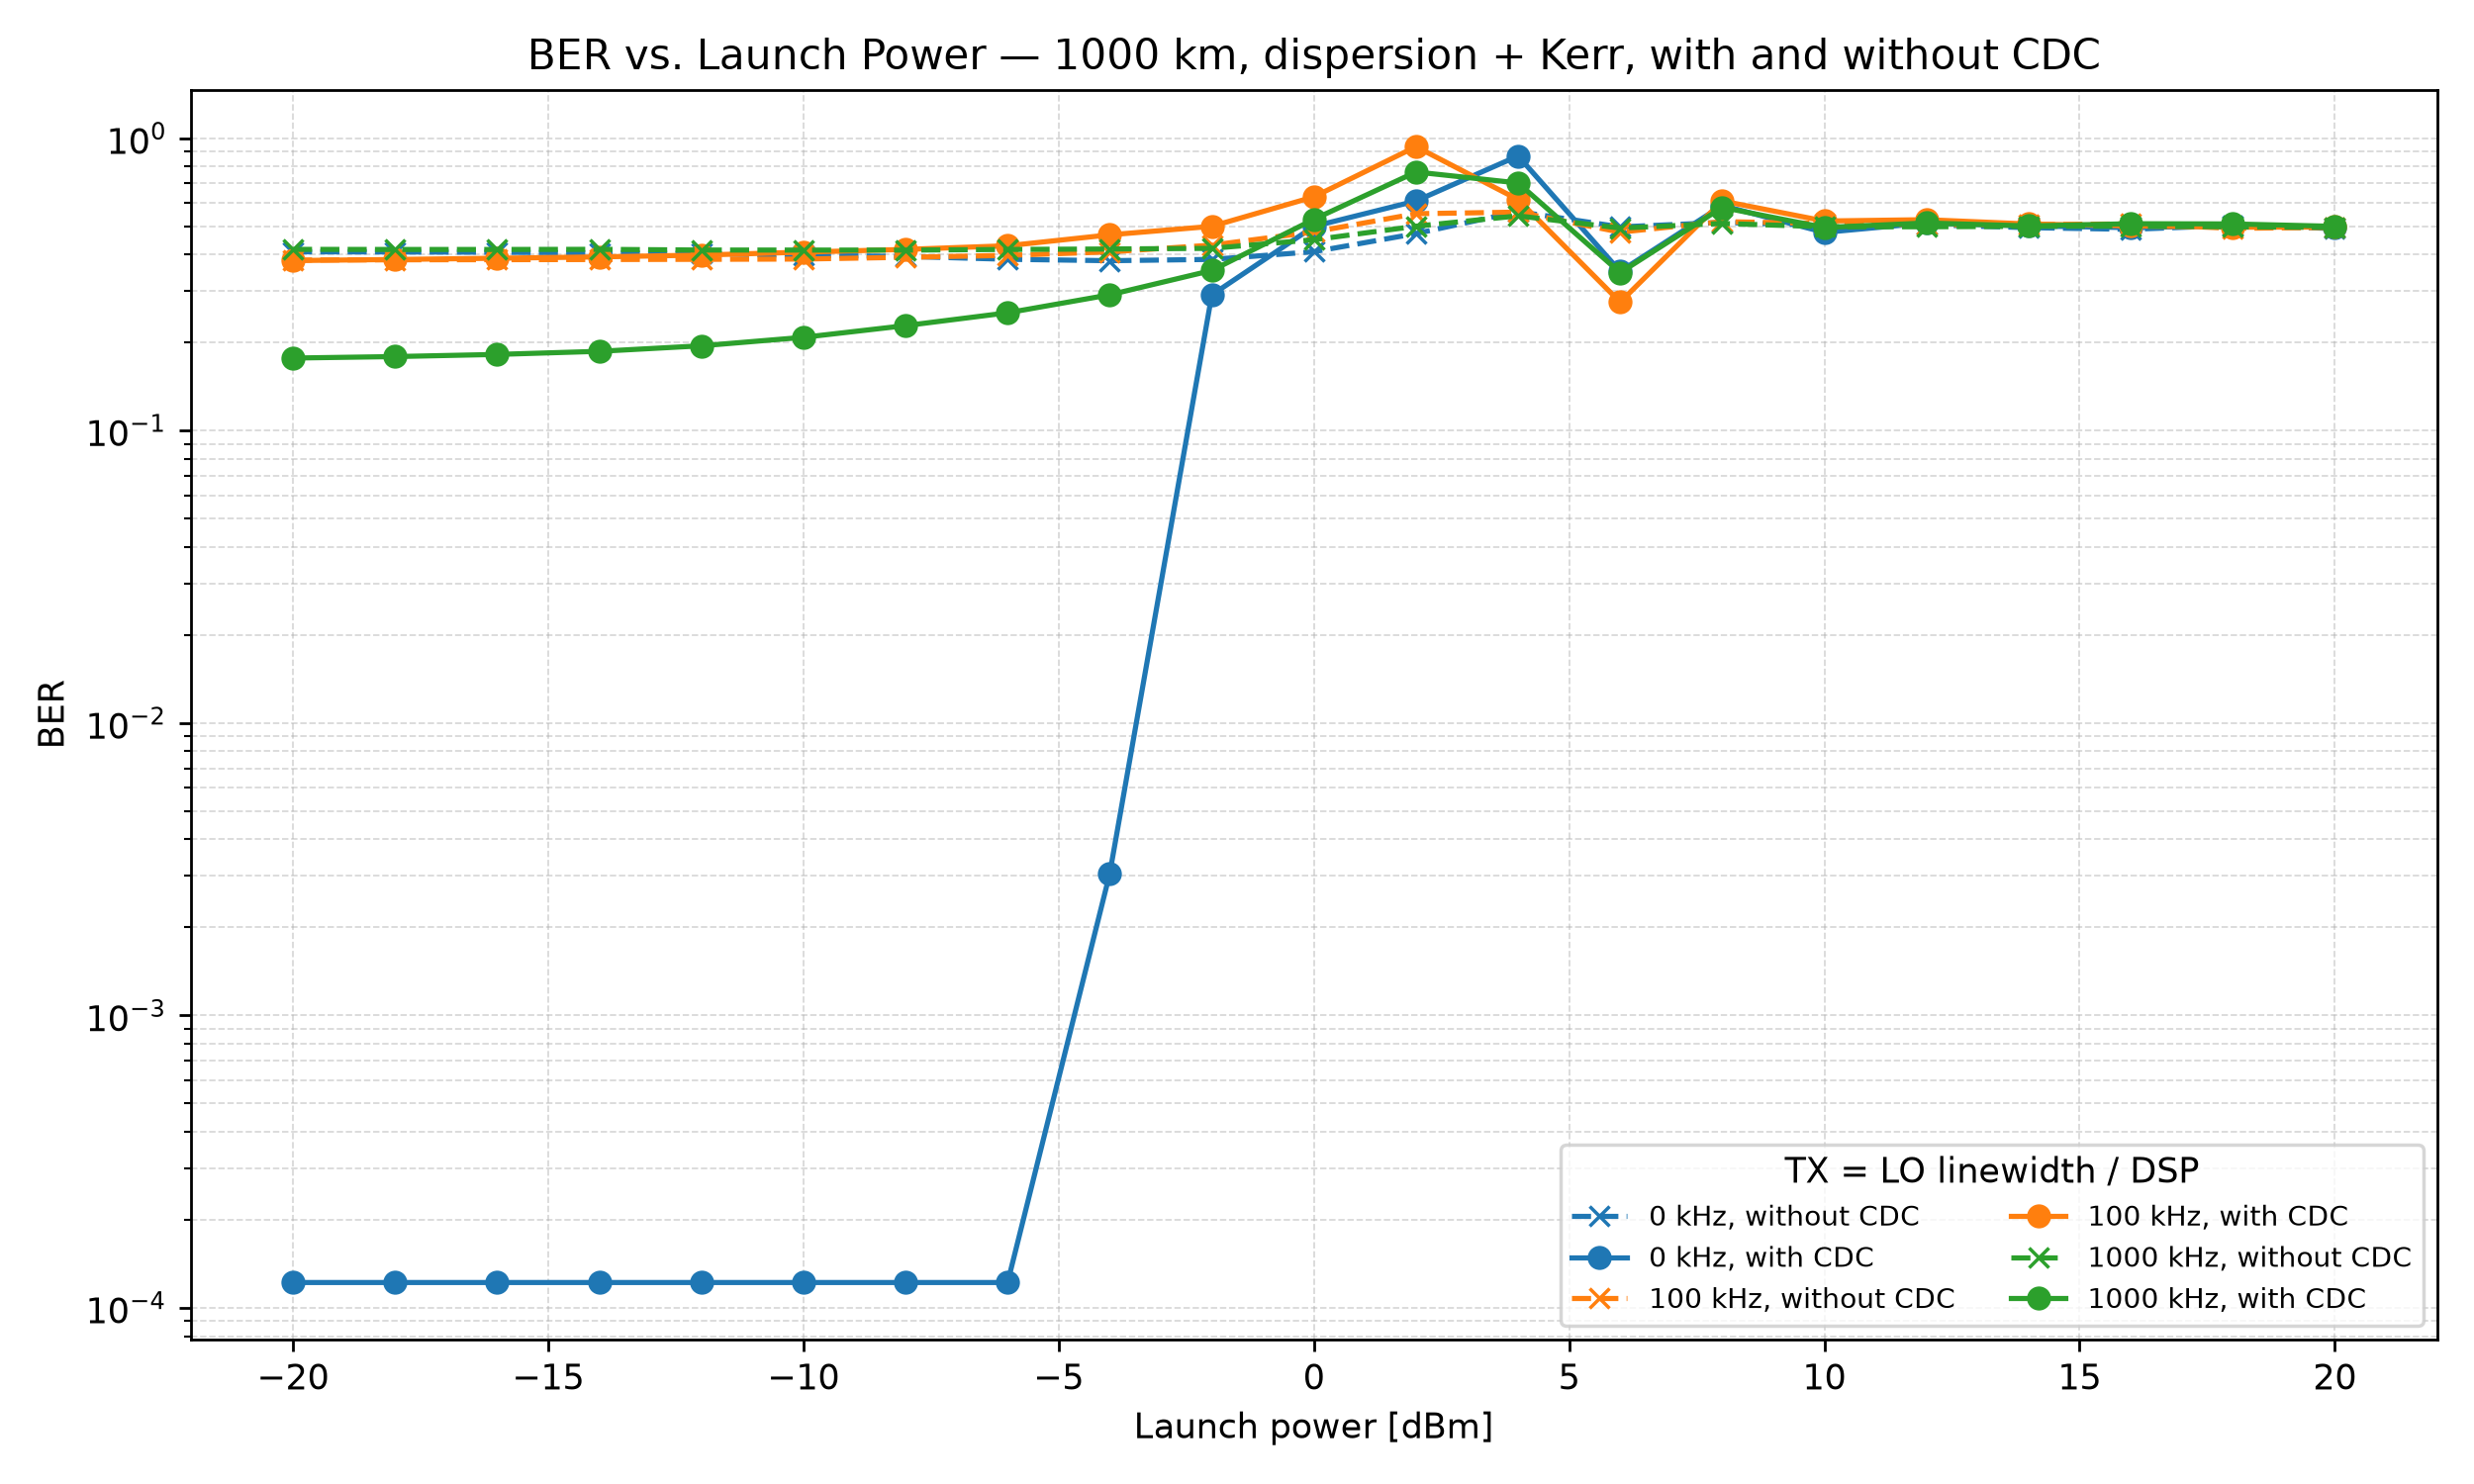 BER vs. Launch Power — 1000 km, dispersion + Kerr, with and without CDC
BER
10⁰
10⁻¹
10⁻²
10⁻³
10⁻⁴
−20 −15 −10 −5 0 5 10 15 20
Launch power [dBm]
TX = LO linewidth / DSP
0 kHz, without CDC
0 kHz, with CDC
100 kHz, without CDC
100 kHz, with CDC
1000 kHz, without CDC
1000 kHz, with CDC